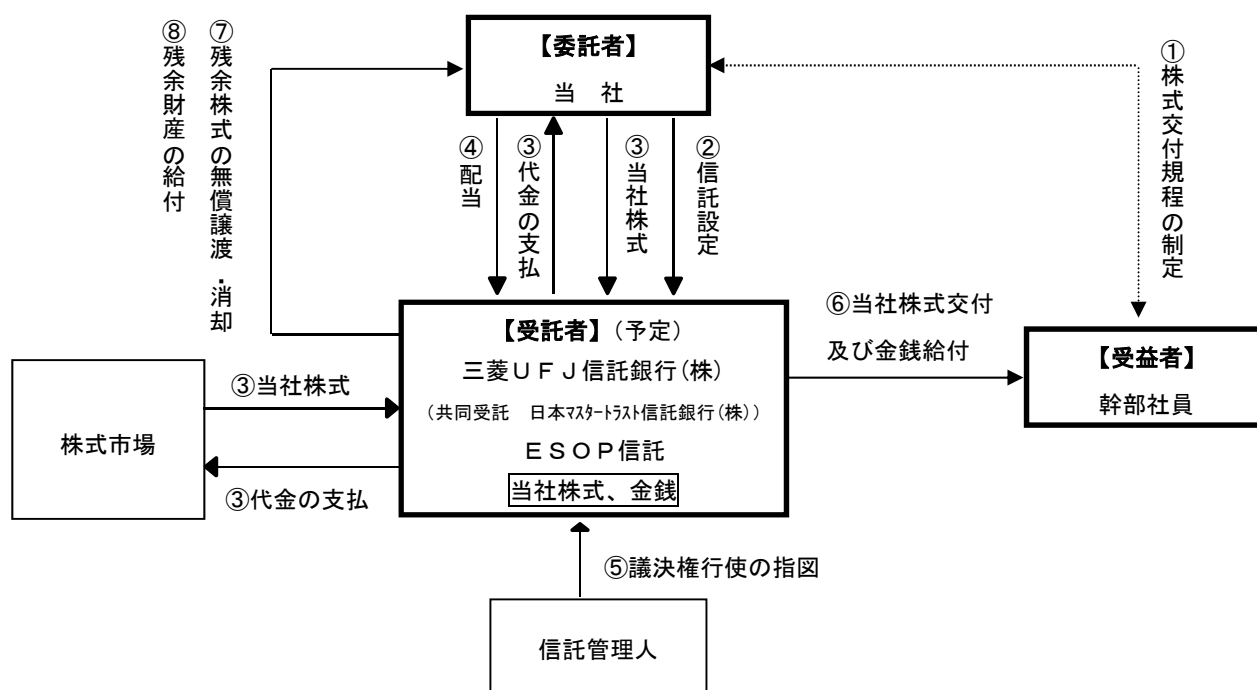 ⑧残余財産の給付
⑦残余株式の無償譲渡・消却
【委託者】
当 社
①株式交付規程の制定
④配当
③代金の支払
③当社株式
②信託設定
【受託者】(予定)
三菱UFJ信託銀行(株)
(共同受託 日本ﾏｽﾀｰﾄﾗｽﾄ信託銀行(株))
ESOP信託
当社株式、金銭
⑥当社株式交付
及び金銭給付
【受益者】
幹部社員
株式市場
③当社株式
③代金の支払
⑤議決権行使の指図
信託管理人